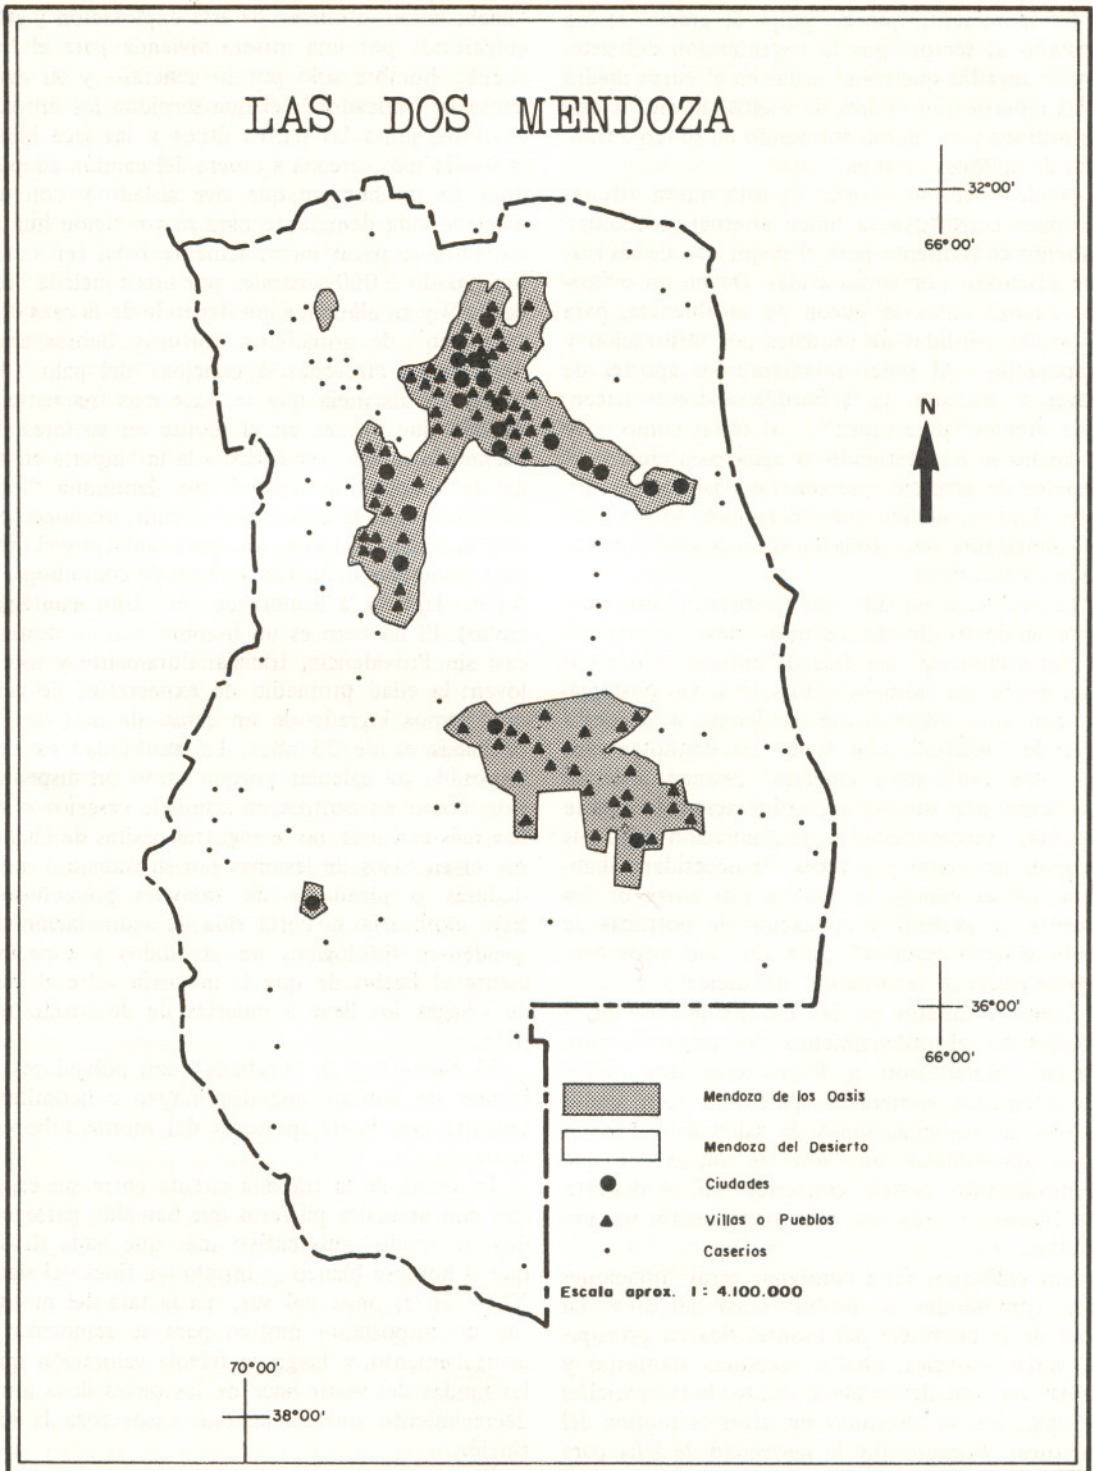 LAS DOS MENDOZA
32°00'
66°00'
N
36°00'
66°00'
Mendoza de los Oasis
Mendoza del Desierto
Ciudades
Villas o Pueblos
Caserios
Escala aprox. 1 : 4.100.000
70°00'
38°00'